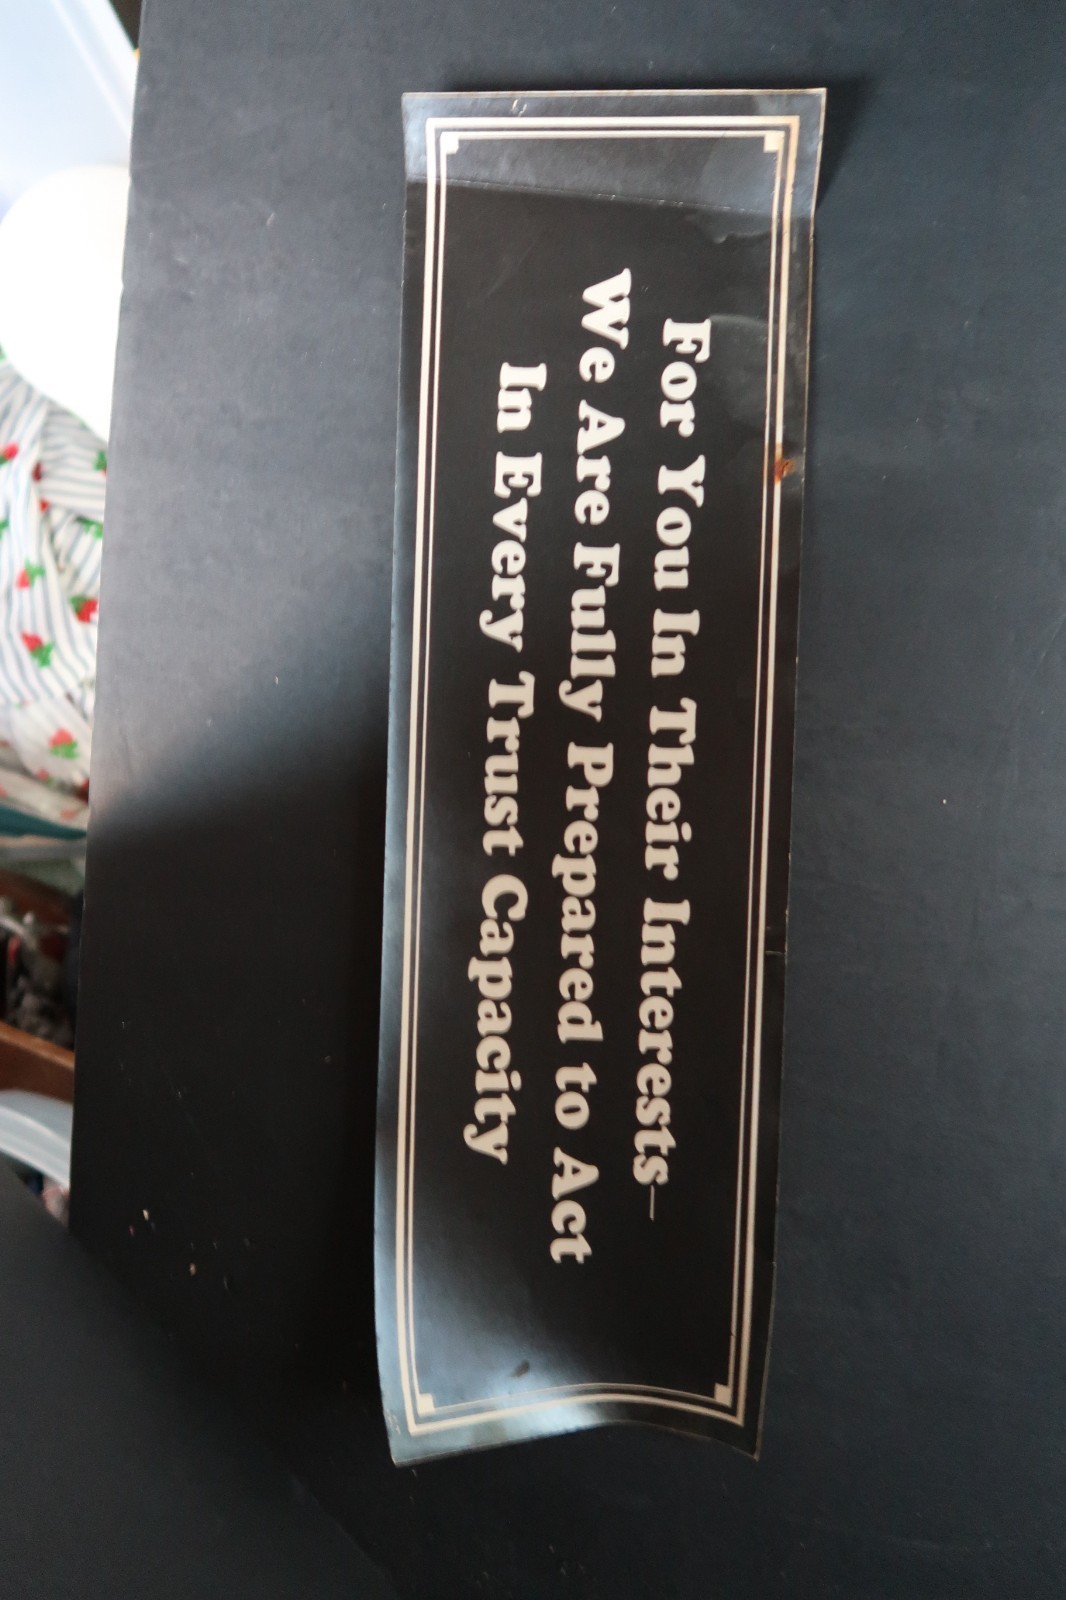 For You In Their Interests—
We Are Fully Prepared to Act
In Every Trust Capacity